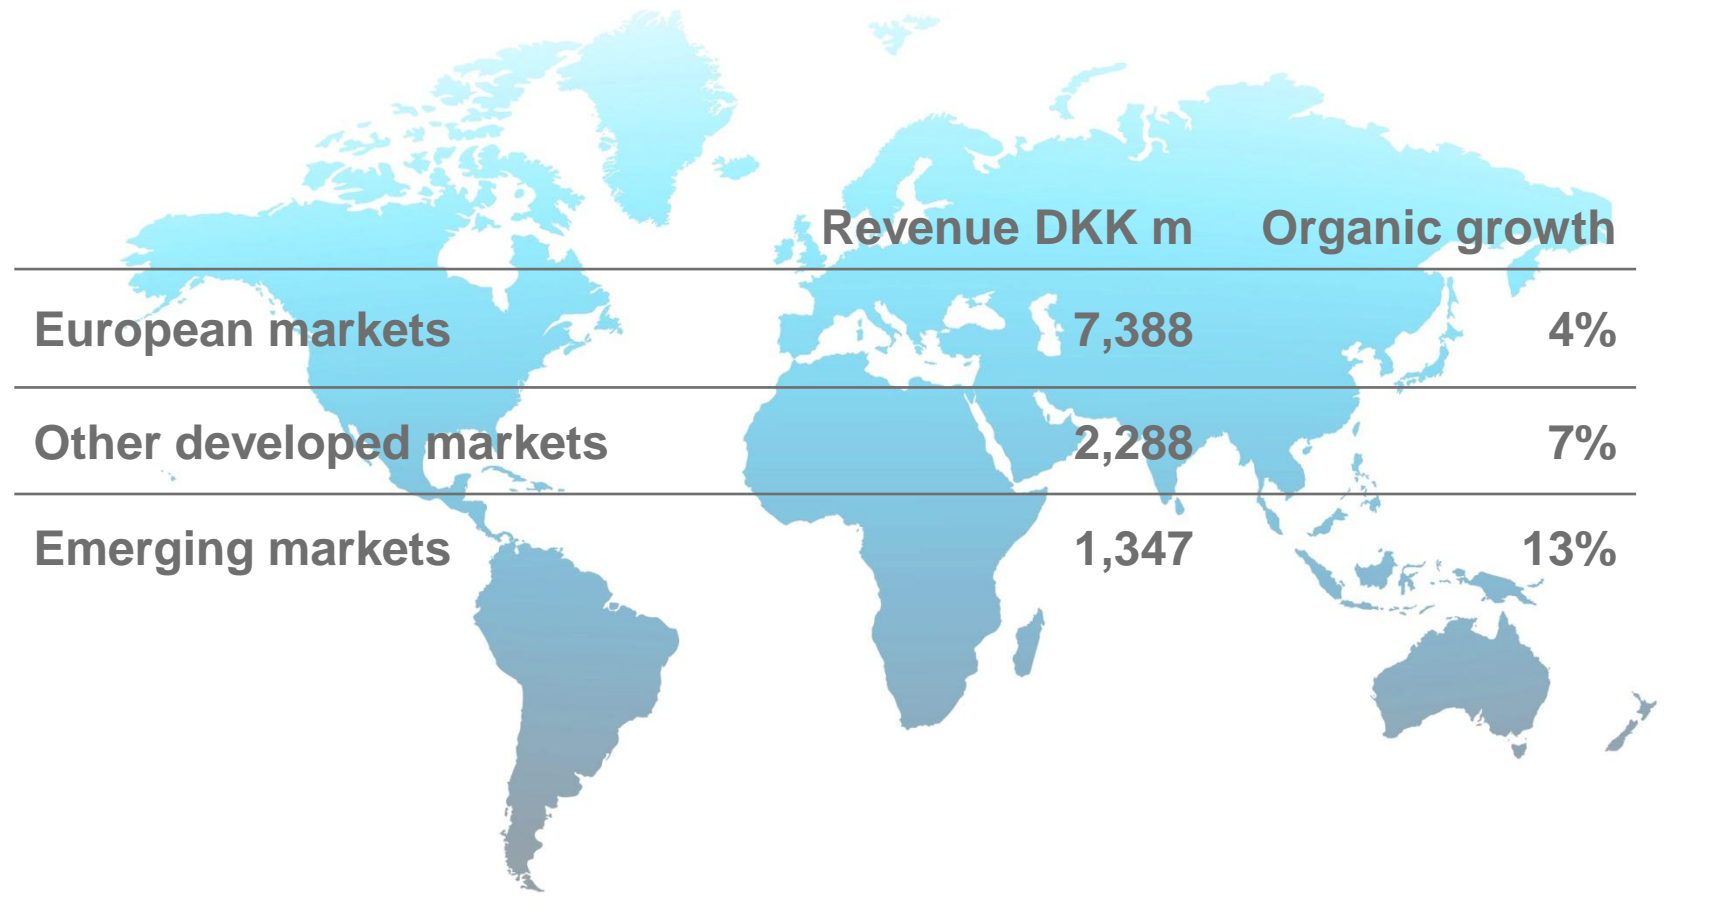 Revenue DKK m Organic growth
European markets 7,388 4%
Other developed markets 2,288 7%
Emerging markets 1,347 13%